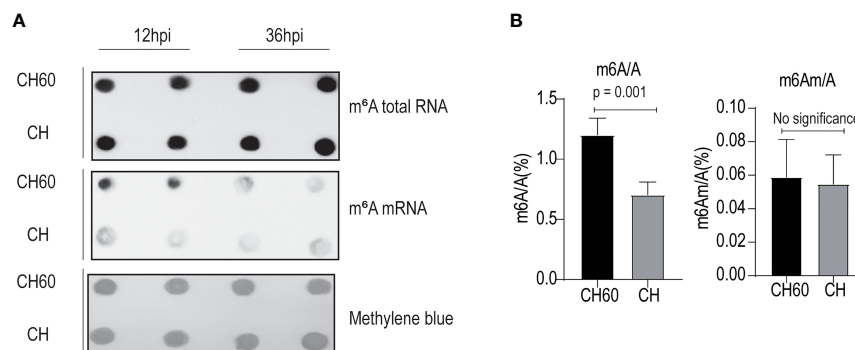 A
12hpi 36hpi
CH60
CH
m⁶A total RNA
CH60
CH
m⁶A mRNA
CH60
CH
Methylene blue
B
m6A/A
p = 0.001
m6A/A(%)
1.5
1.0
0.5
0.0
CH60 CH
m6Am/A
No significance
m6Am/A(%)
0.10
0.08
0.06
0.04
0.02
0.00
CH60 CH